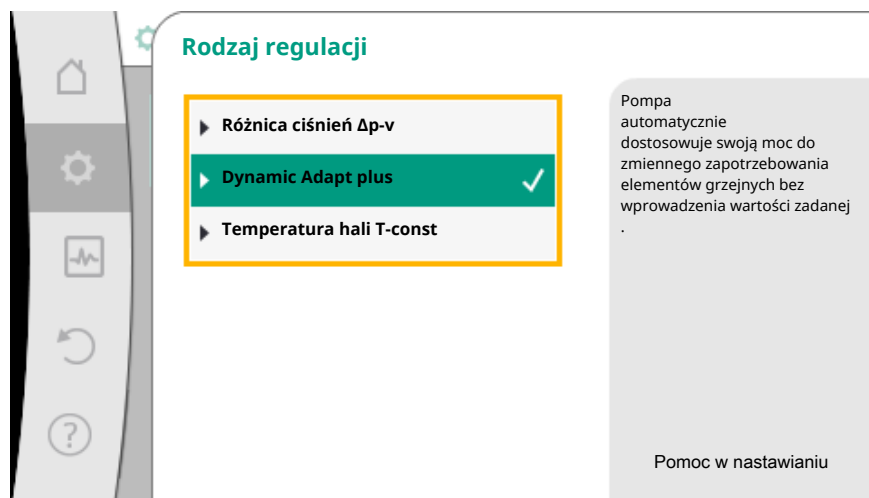 Rodzaj regulacji
Różnica ciśnień Δp-v
Dynamic Adapt plus
Temperatura hali T-const
Pompa
automatycznie
dostosowuje swoją moc do
zmiennego zapotrzebowania
elementów grzejnych bez
wprowadzenia wartości zadanej
.
Pomoc w nastawianiu
?